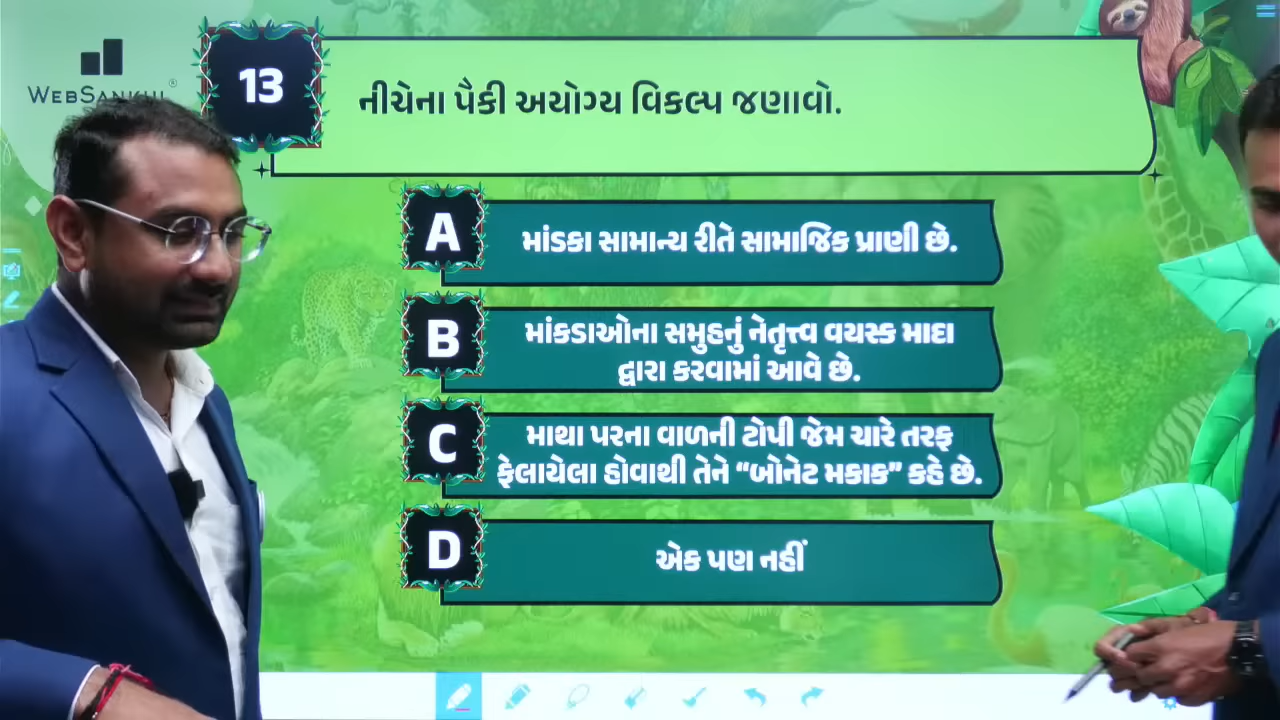 WEBSANKUL®
13
નીચેના પૈકી અયોગ્ય વિકલ્પ જણાવો.
A
માંડકા સામાન્ય રીતે સામાજિક પ્રાણી છે.
B
માંકડાઓના સમુહનું નેતૃત્ત્વ વયસ્ક માદા
દ્વારા કરવામાં આવે છે.
C
માથા પરના વાળની ટોપી જેમ ચારે તરફ
ફેલાયેલા હોવાથી તેને “બોનેટ મકાક” કહે છે.
D
એક પણ નહીં